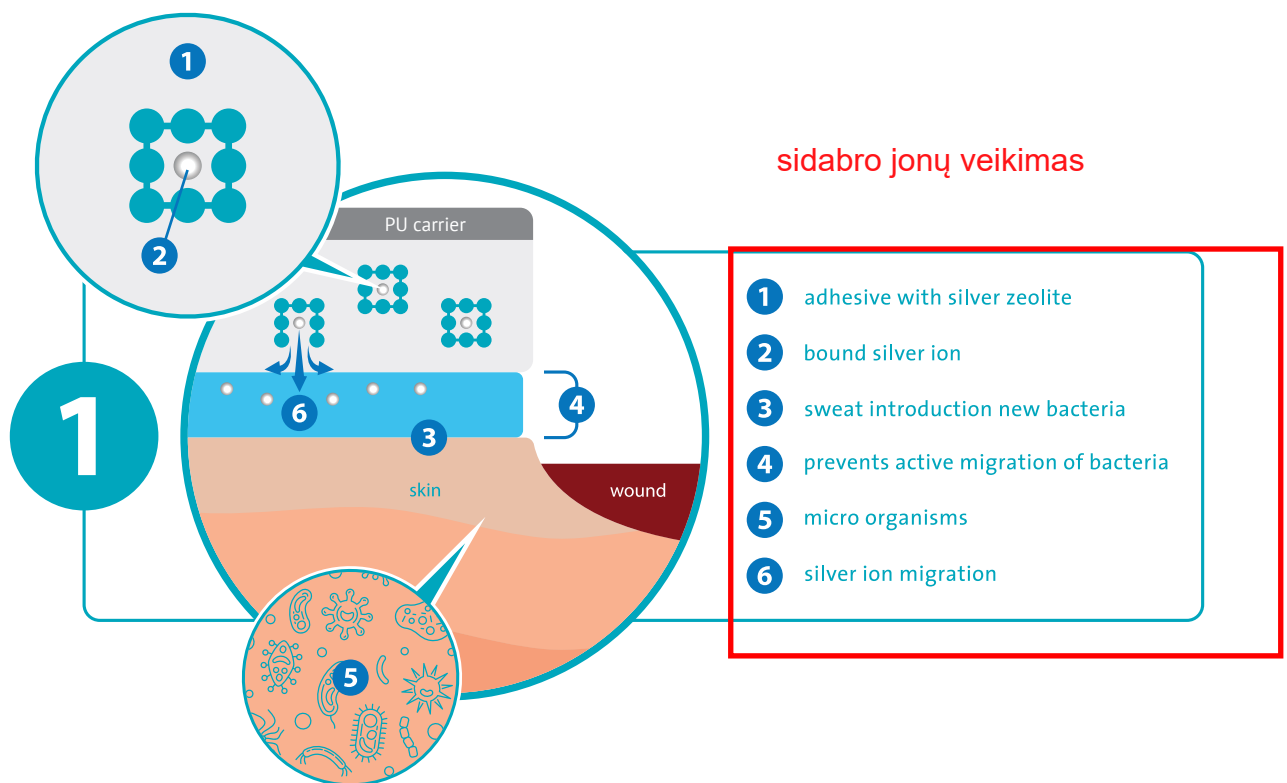 1
2
sidabro jonų veikimas
PU carrier
1
6
3
4
skin
wound
5
1 adhesive with silver zeolite
2 bound silver ion
3 sweat introduction new bacteria
4 prevents active migration of bacteria
5 micro organisms
6 silver ion migration